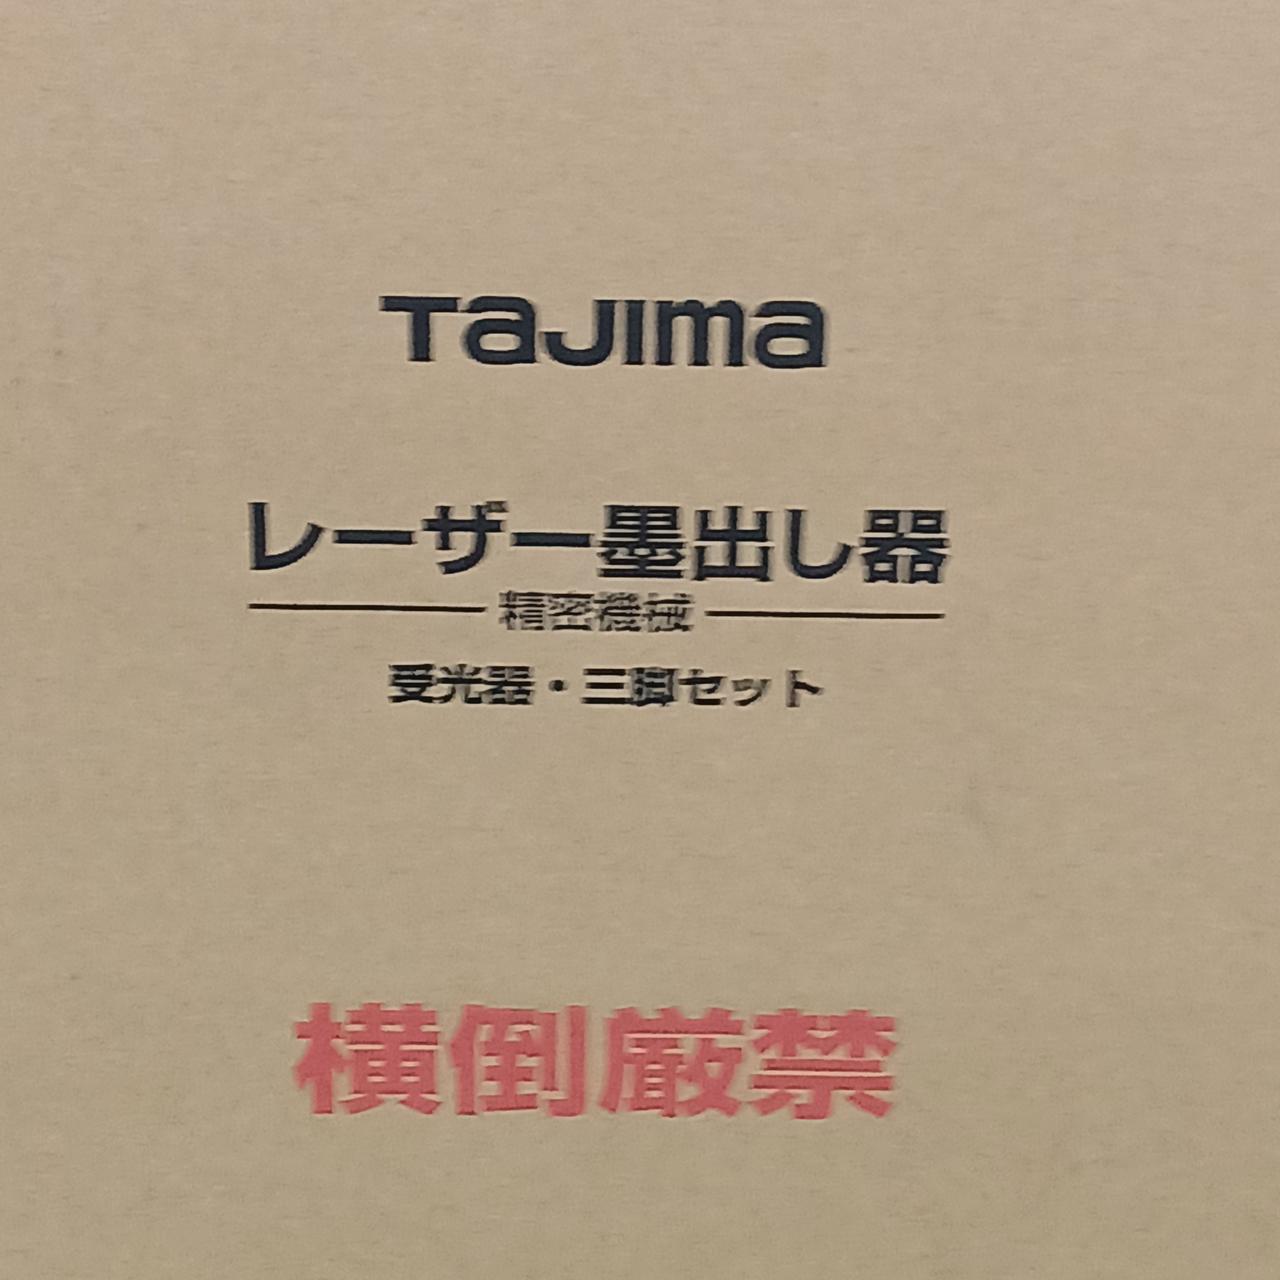 Tajima
レーザー墨出し器
精密機械
受光器・三脚セット
横倒厳禁